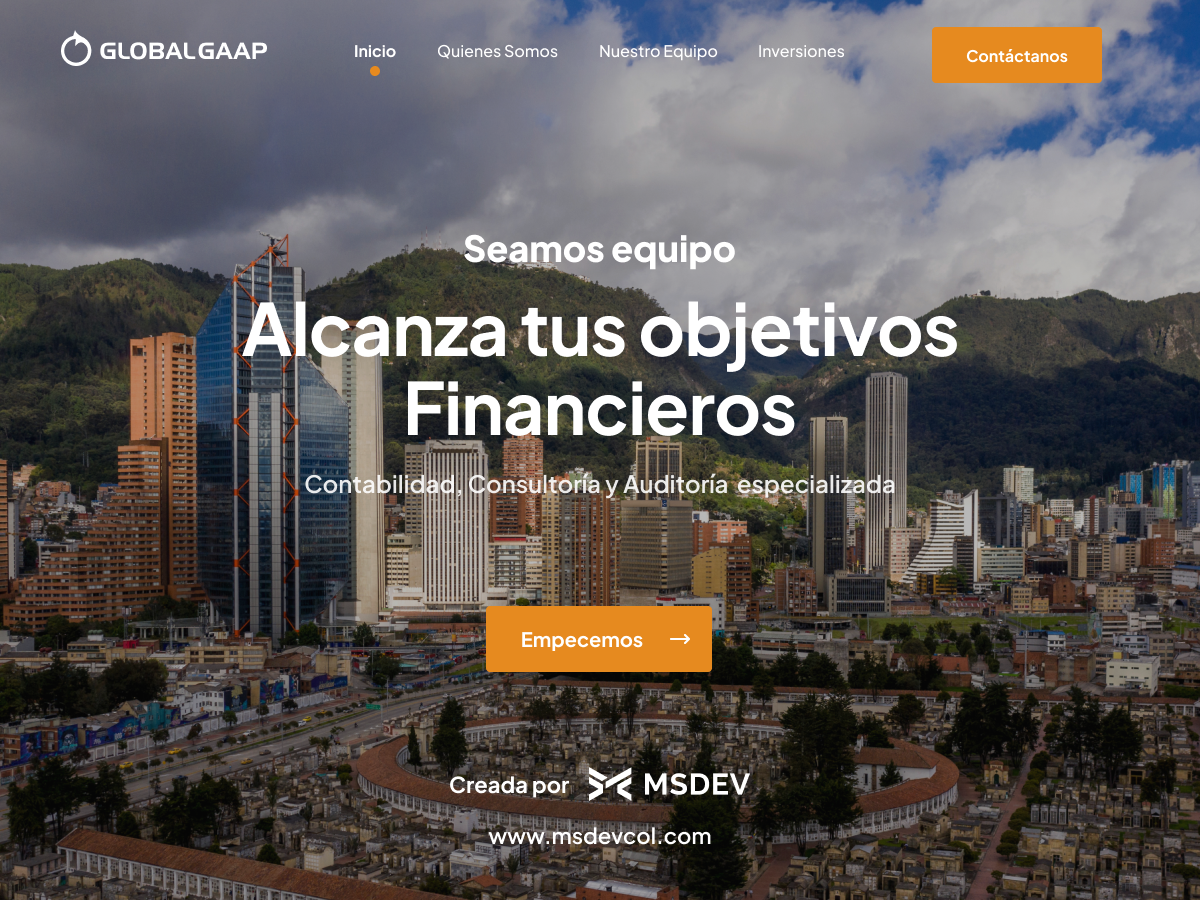 GLOBALGAAP
Inicio
Quienes Somos
Nuestro Equipo
Inversiones
Contáctanos
Seamos equipo
Alcanza tus objetivos
Financieros
Contabilidad, Consultoría y Auditoría especializada
Empecemos
Creada por MSDEV
www.msdevcol.com